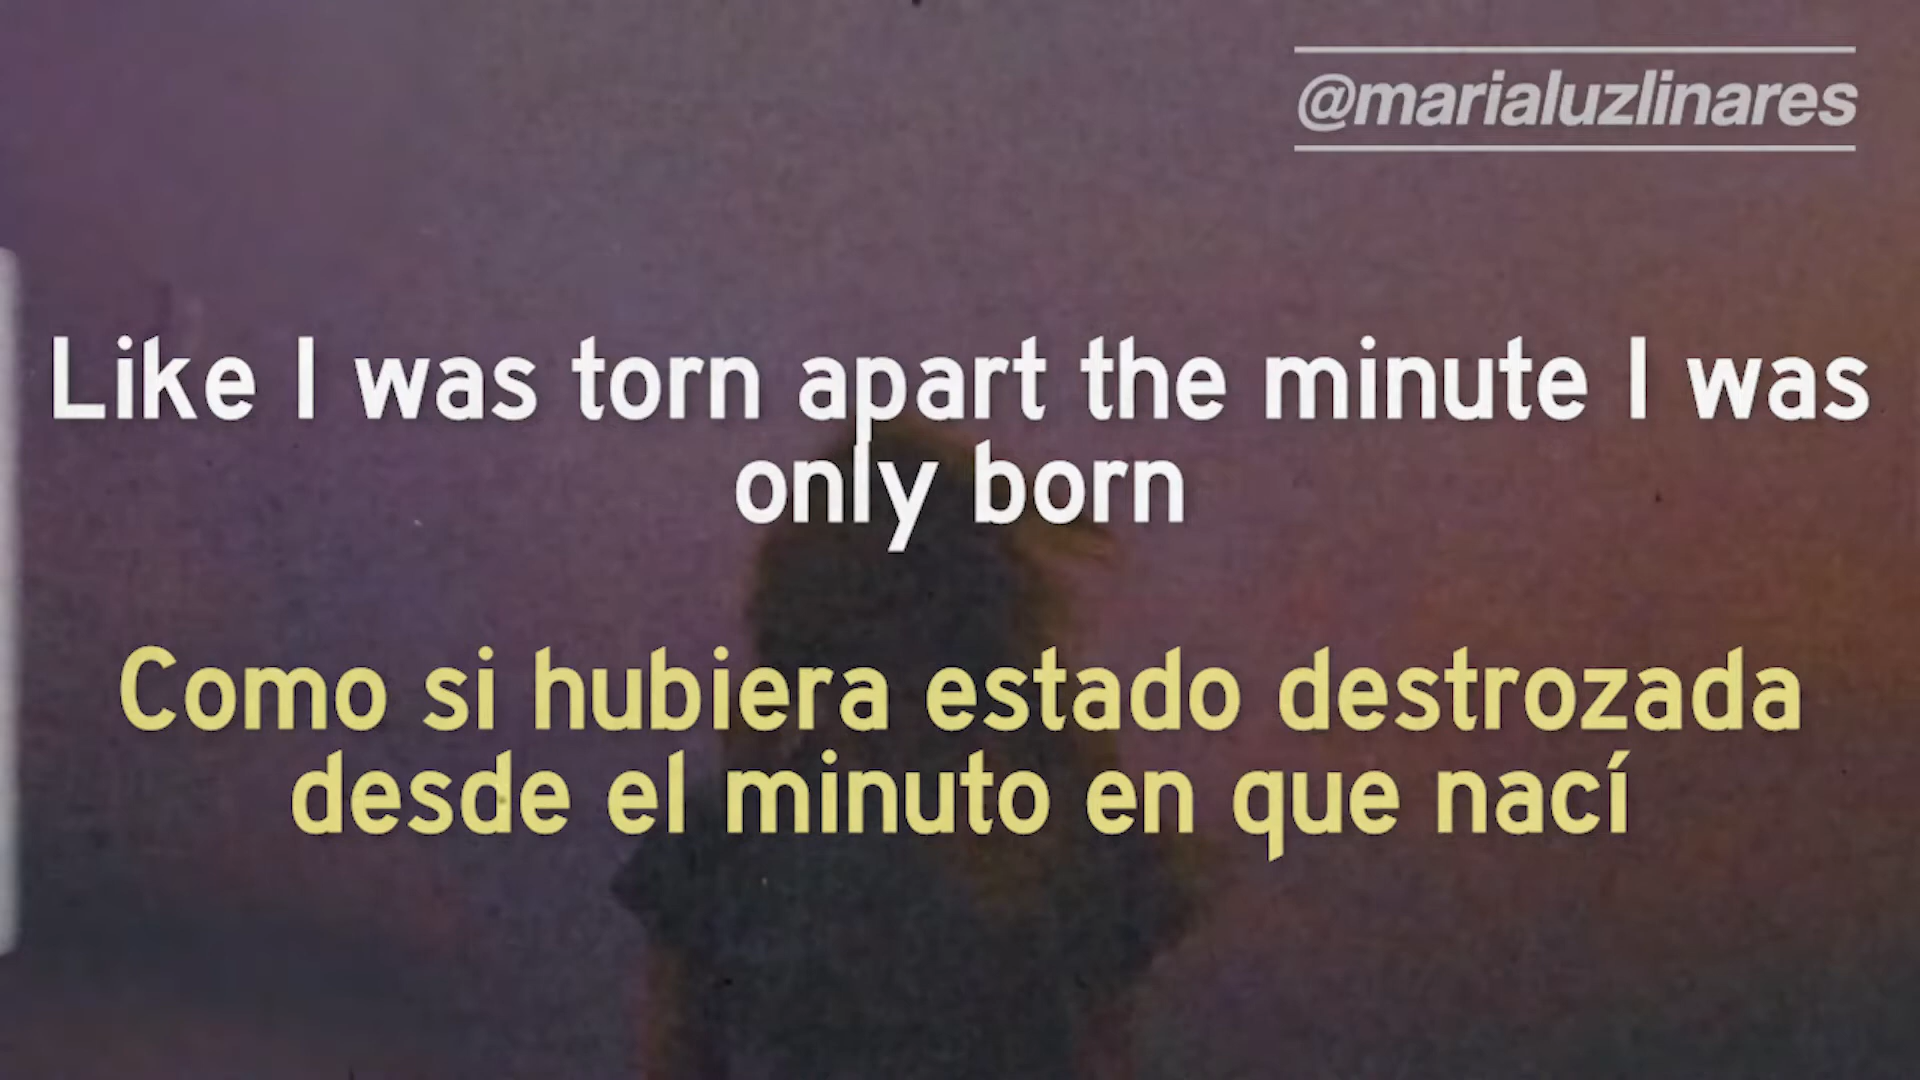 @marialuzlinares
Like I was torn apart the minute I was
only born
Como si hubiera estado destrozada
desde el minuto en que nací